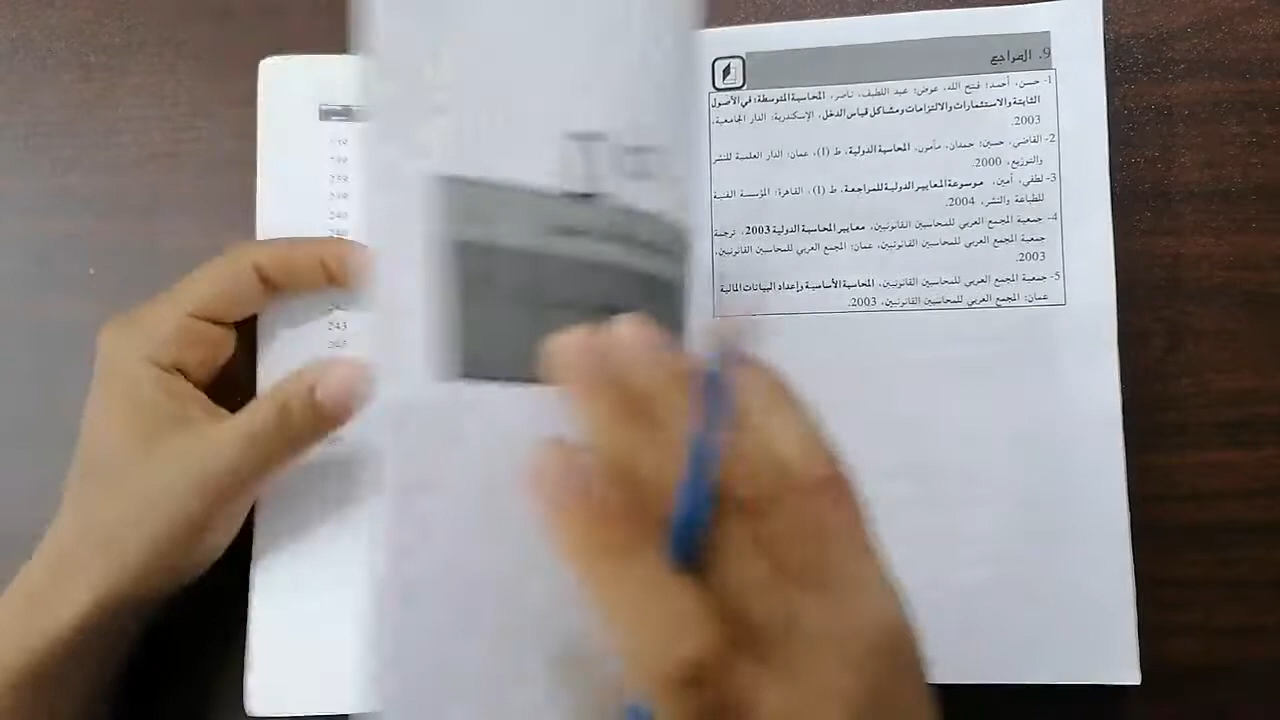 9. المراجع
1- حسن، أحمد؛ فتح الله، عوض؛ عبد اللطيف، ناصر، المحاسبة المتوسطة: في الأصول
الثابتة والاستثمارات والالتزامات ومشاكل قياس الدخل، الإسكندرية: الدار الجامعية،
2003.
2- القاضي، حسين؛ حمدان، مأمون، المحاسبة الدولية، ط (1)، عمان: الدار العلمية للنشر
والتوزيع، 2000.
3- لطفي، أمين، موسوعة المعايير الدولية للمراجعة، ط (1)، القاهرة: المؤسسة الفنية
للطباعة والنشر، 2004.
4- جمعية المجمع العربي للمحاسبين القانونيين، معايير المحاسبة الدولية 2003، ترجمة
جمعية المجمع العربي للمحاسبين القانونيين، عمان: المجمع العربي للمحاسبين القانونيين،
2003.
5- جمعية المجمع العربي للمحاسبين القانونيين، المحاسبة الأساسية وإعداد البيانات المالية
عمان: المجمع العربي للمحاسبين القانونيين، 2003.
239
240
243